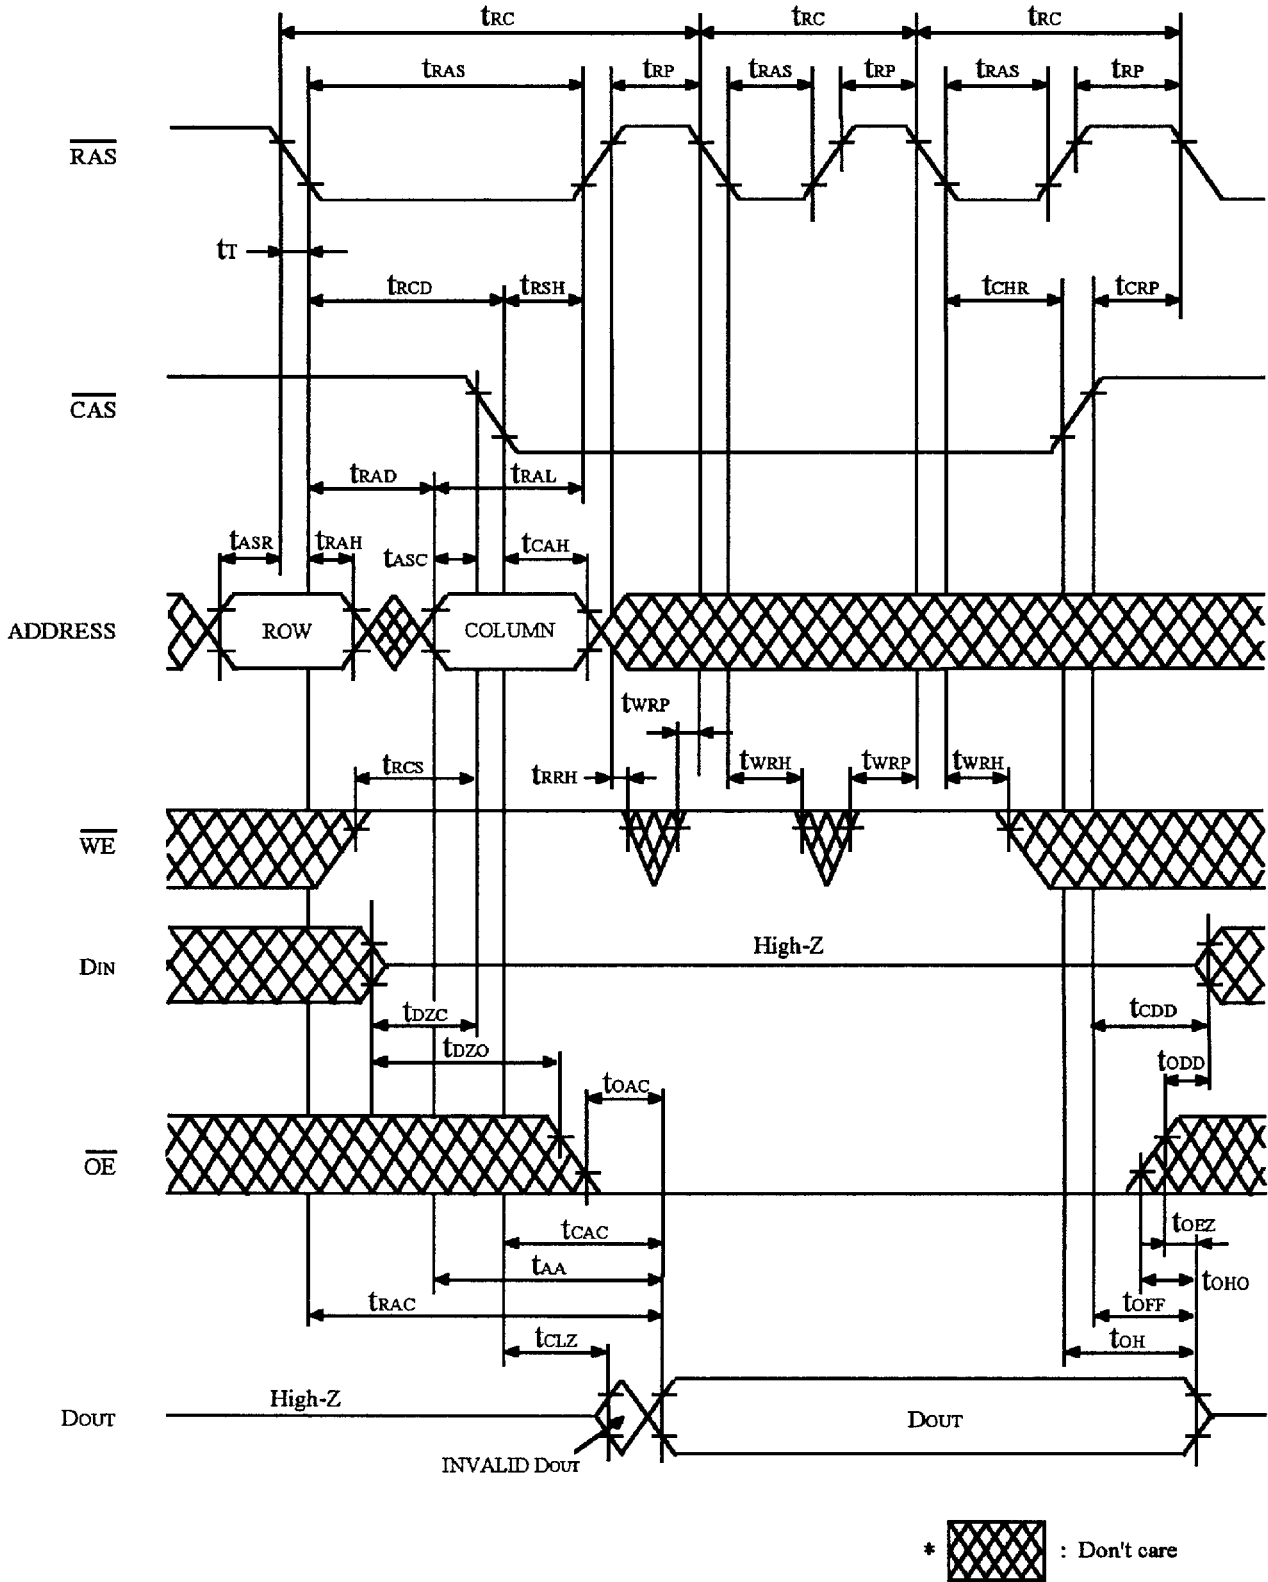 tRC tRC tRC
tRAS tRP tRAS tRP tRAS tRP
RAS
tT
tRCD tRSH tCHR tCRP
CAS
tRAD tRAL
tASR tRAH tASC tCAH
ADDRESS ROW COLUMN
tWRP
tRCS tRRH tWRH tWRP tWRH
WE
High-Z
DIN
tDZC tCDD
tDZO tODD
tOAC
OE
tCAC tOEZ
tAA tOHO
tRAC tOFF
tCLZ tOH
High-Z
DOUT DOUT
INVALID DOUT
* : Don't care